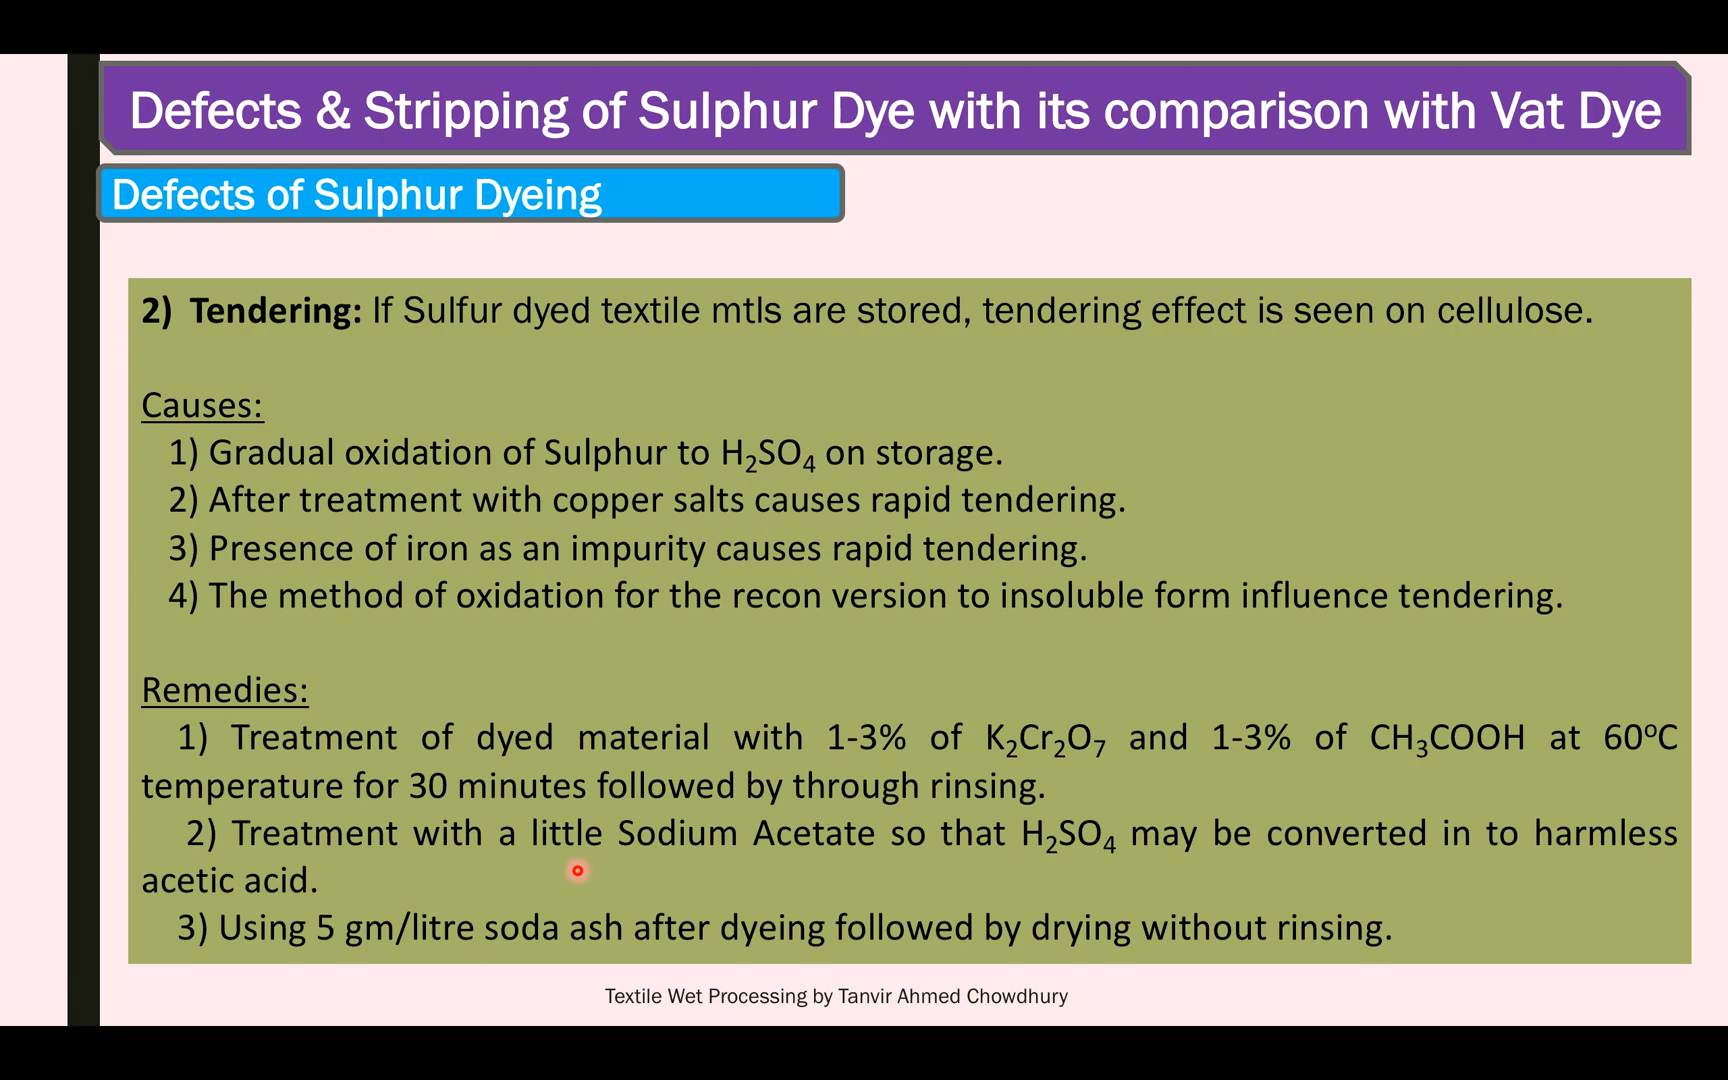 Defects & Stripping of Sulphur Dye with its comparison with Vat Dye
Defects of Sulphur Dyeing
2) Tendering: If Sulfur dyed textile mtls are stored, tendering effect is seen on cellulose.
Causes:
1) Gradual oxidation of Sulphur to H₂SO₄ on storage.
2) After treatment with copper salts causes rapid tendering.
3) Presence of iron as an impurity causes rapid tendering.
4) The method of oxidation for the recon version to insoluble form influence tendering.
Remedies:
1) Treatment of dyed material with 1-3% of K₂Cr₂O₇ and 1-3% of CH₃COOH at 60ºC
temperature for 30 minutes followed by through rinsing.
2) Treatment with a little Sodium Acetate so that H₂SO₄ may be converted in to harmless
acetic acid.
3) Using 5 gm/litre soda ash after dyeing followed by drying without rinsing.
Textile Wet Processing by Tanvir Ahmed Chowdhury